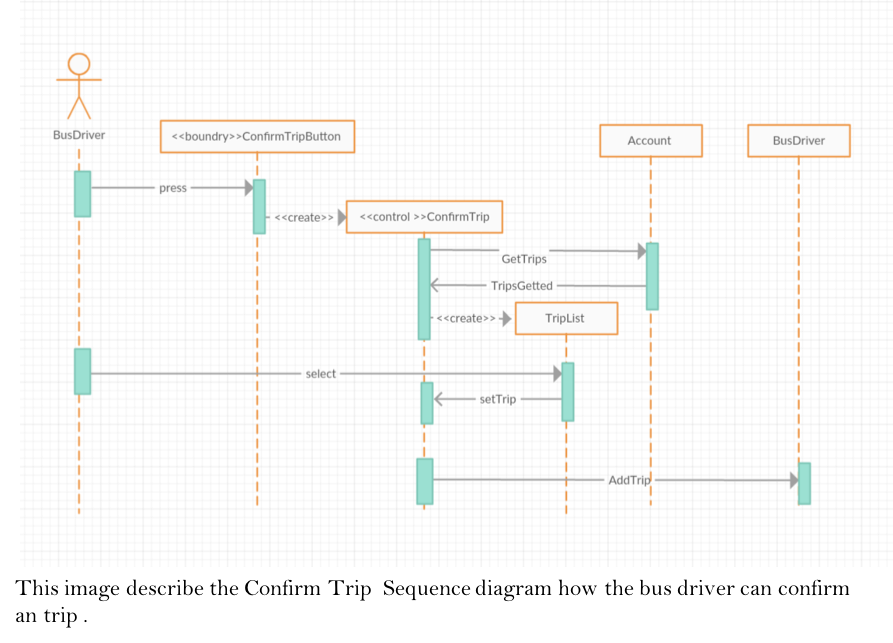 BusDriver
<<boundry>>ConfirmTripButton
Account
BusDriver
press
<<create>>
<<control >>ConfirmTrip
GetTrips
TripsGetted
<<create>>
TripList
select
setTrip
AddTrip
This image describe the Confirm Trip Sequence diagram how the bus driver can confirm
an trip .